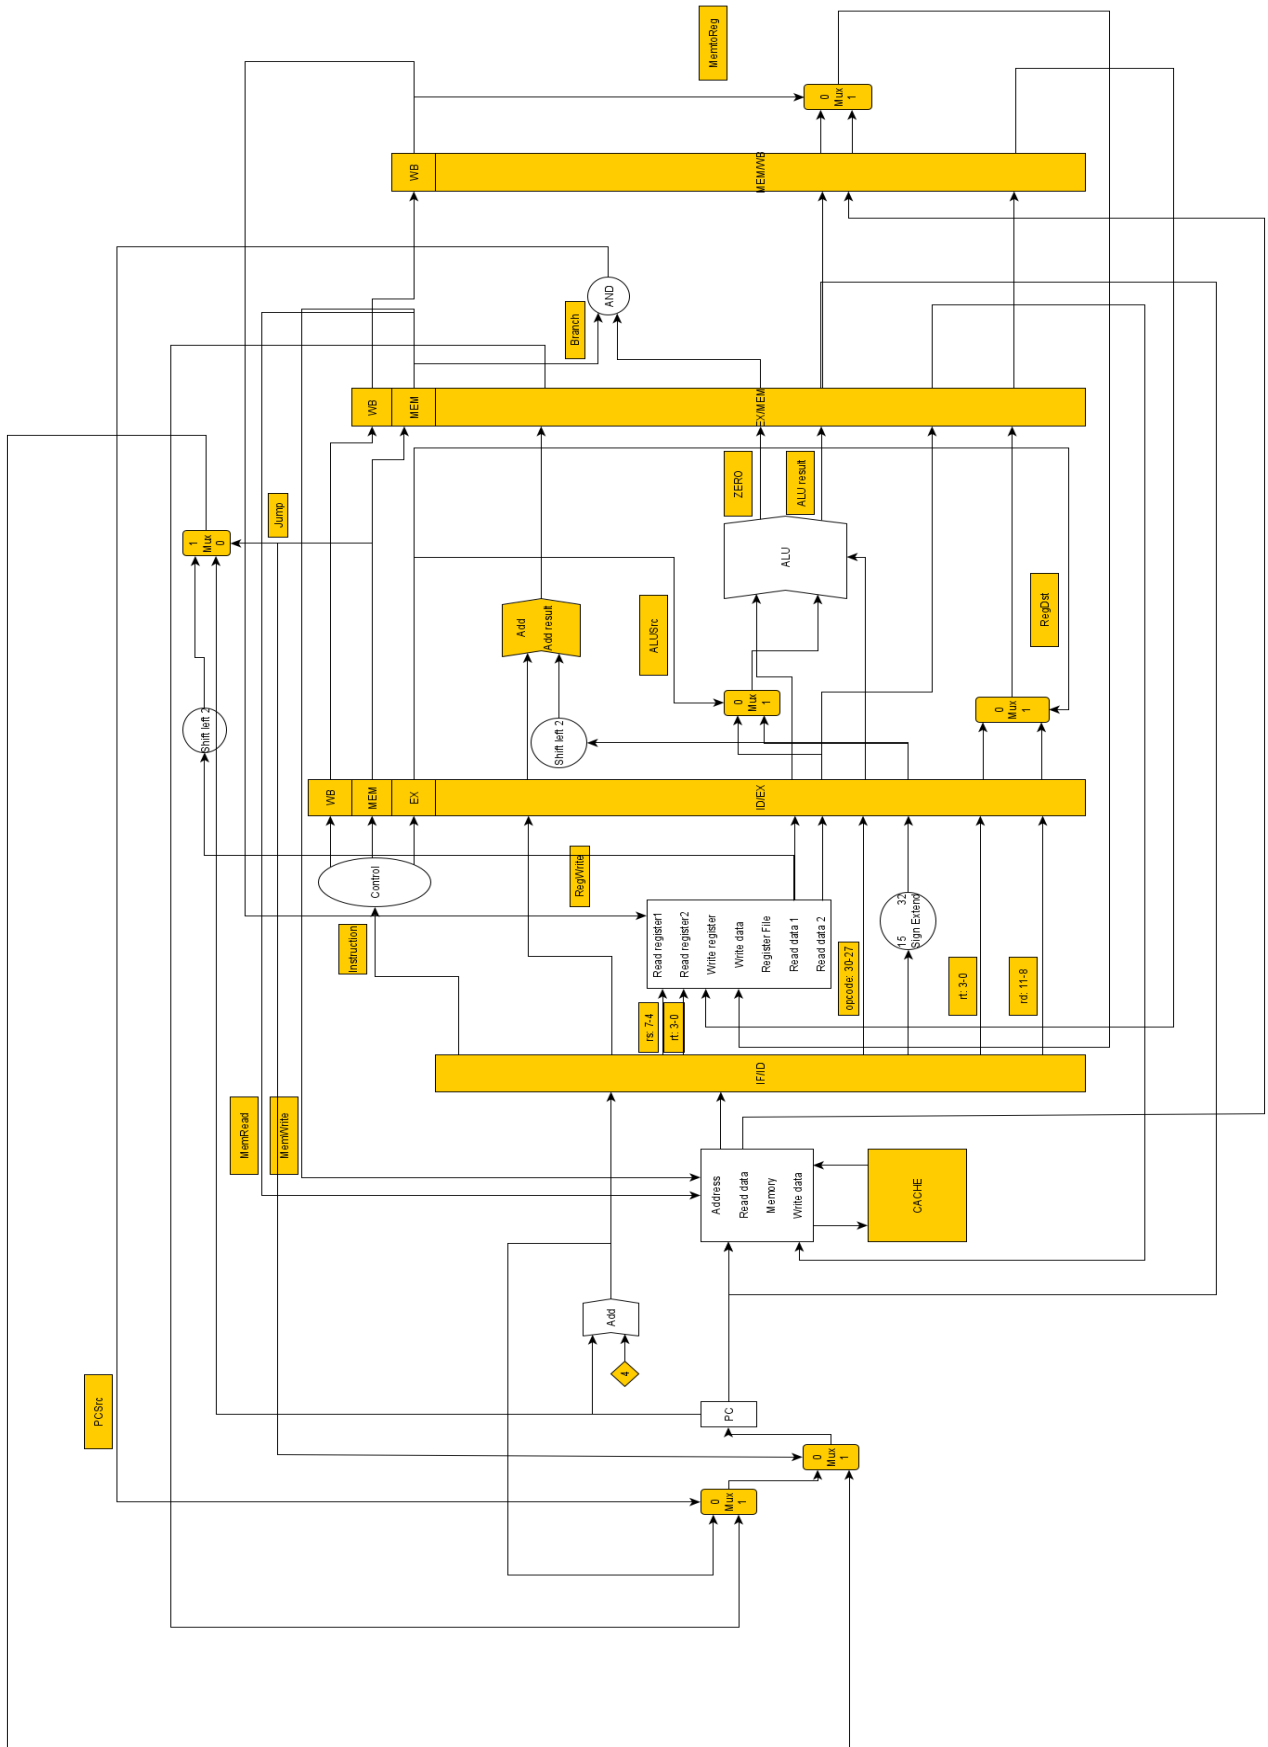 PCSrc
0
Mux
1
0
Mux
1
PC
4
Add
MemRead
MemWrite
Address
Read data
Memory
Write data
CACHE
IF/ID
Instruction
Control
RegWrite
rs: 7-4
rt: 3-0
Read register1
Read register2
Write register
Write data
Register File
Read data 1
Read data 2
opcode: 30-27
15 32
Sign Extend
rt: 3-0
rd: 11-8
WB
MEM
EX
ID/EX
Shift left 2
1
Mux
0
Jump
Shift left 2
Add
Add result
ALUSrc
0
Mux
1
ALU
ZERO
ALU result
0
Mux
1
RegDst
WB
MEM
EX/MEM
Branch
AND
WB
MEM/WB
MemtoReg
0
Mux
1